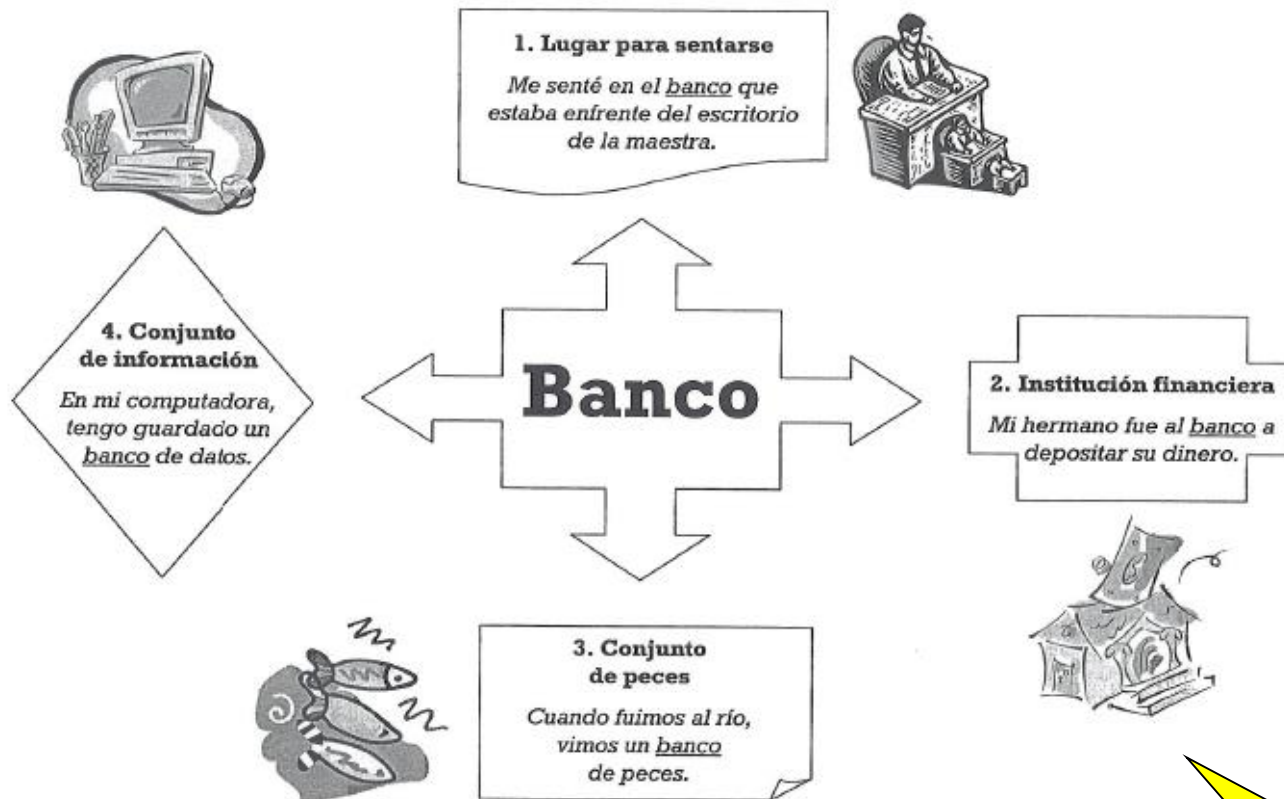 1. Lugar para sentarse
Me senté en el banco que
estaba enfrente del escritorio
de la maestra.
4. Conjunto
de información
En mi computadora,
tengo guardado un
banco de datos.
Banco
2. Institución financiera
Mi hermano fue al banco a
depositar su dinero.
3. Conjunto
de peces
Cuando fuimos al río,
vimos un banco
de peces.